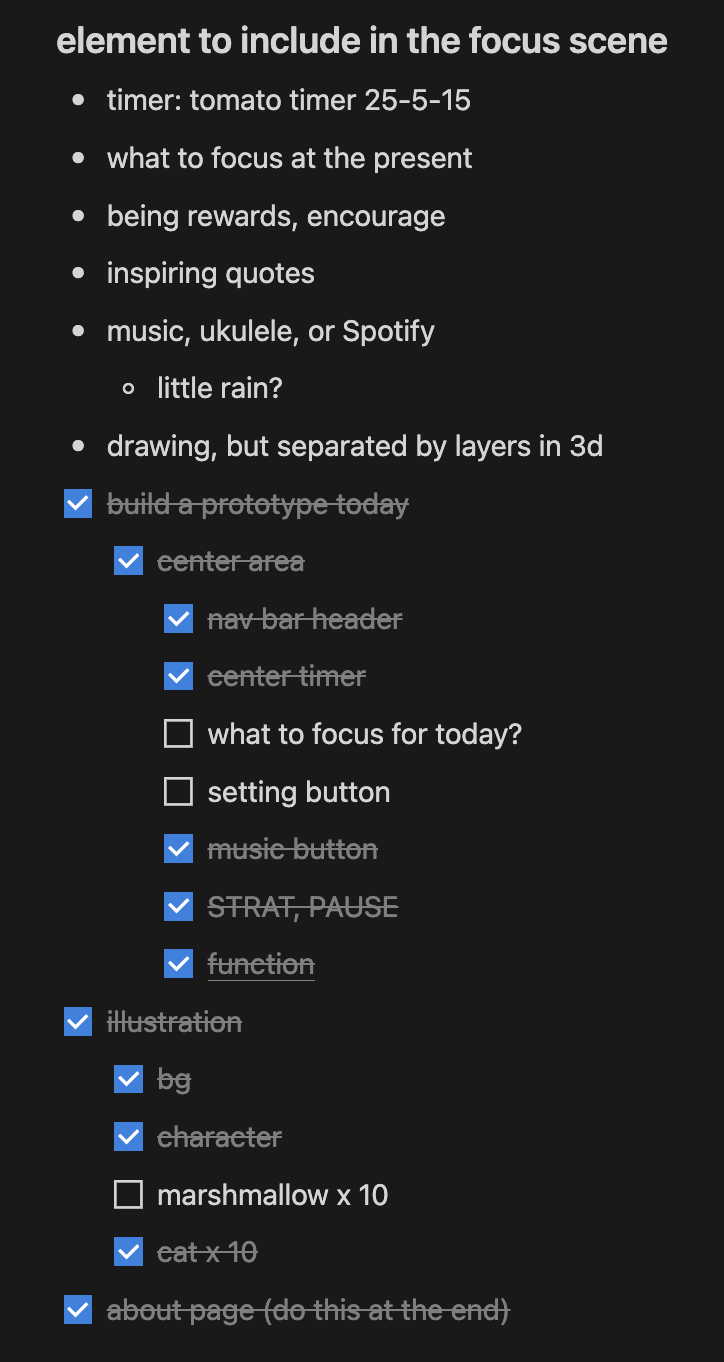 element to include in the focus scene
timer: tomato timer 25-5-15
what to focus at the present
being rewards, encourage
inspiring quotes
music, ukulele, or Spotify
little rain?
drawing, but separated by layers in 3d
build a prototype today
center area
nav bar header
center timer
what to focus for today?
setting button
music button
STRAT, PAUSE
function
illustration
bg
character
marshmallow x 10
cat x 10
about page (do this at the end)